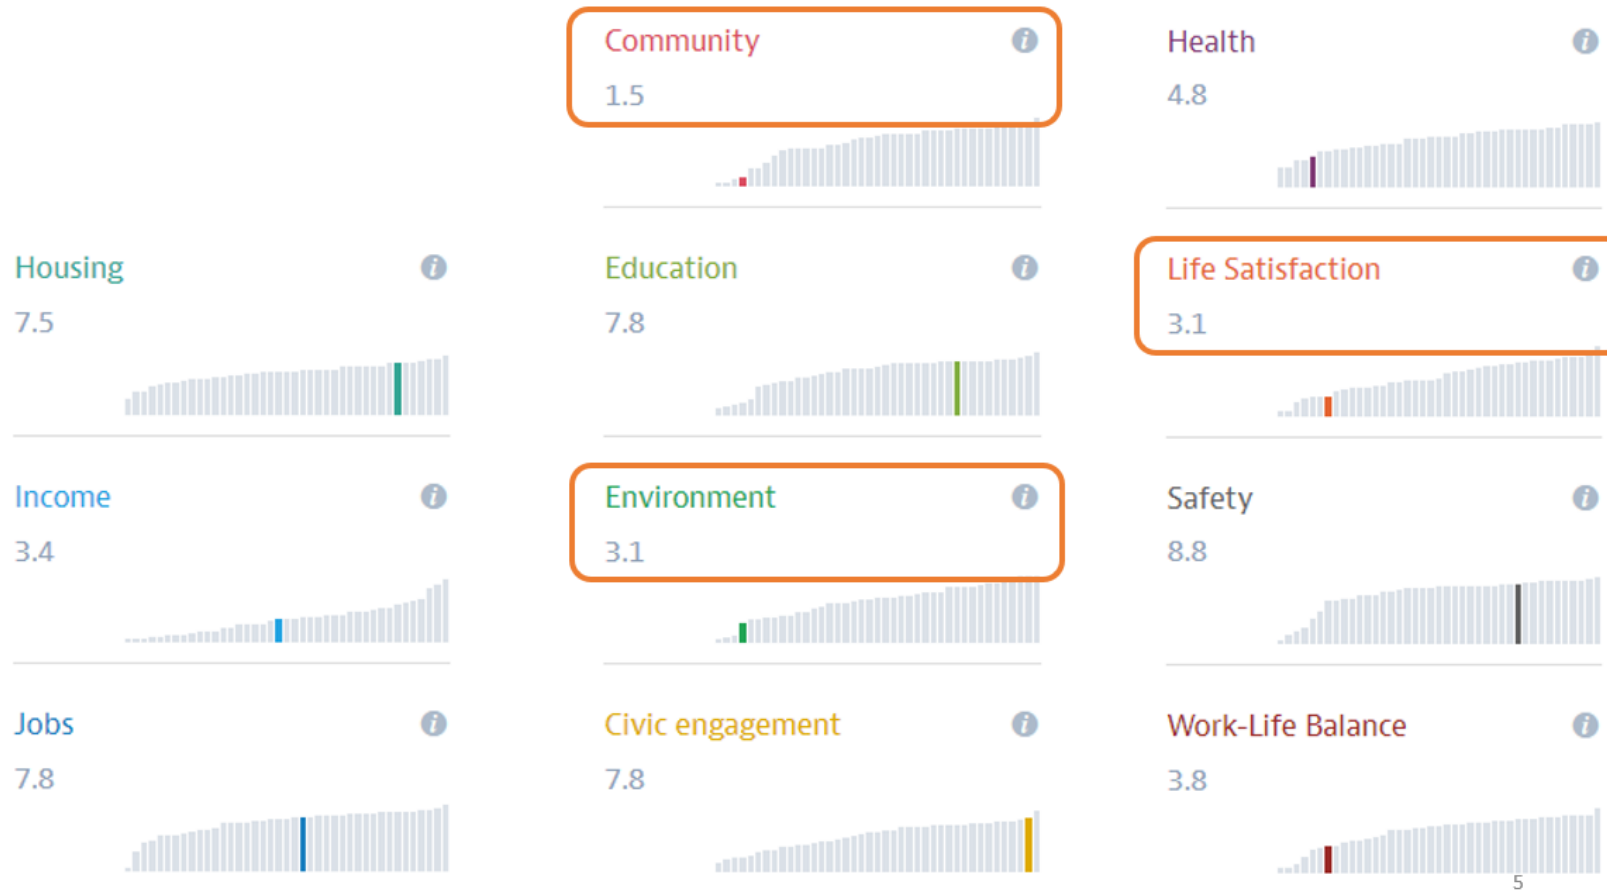 Community
1.5
Health
4.8
Housing
7.5
Education
7.8
Life Satisfaction
3.1
Income
3.4
Environment
3.1
Safety
8.8
Jobs
7.8
Civic engagement
7.8
Work-Life Balance
3.8
5